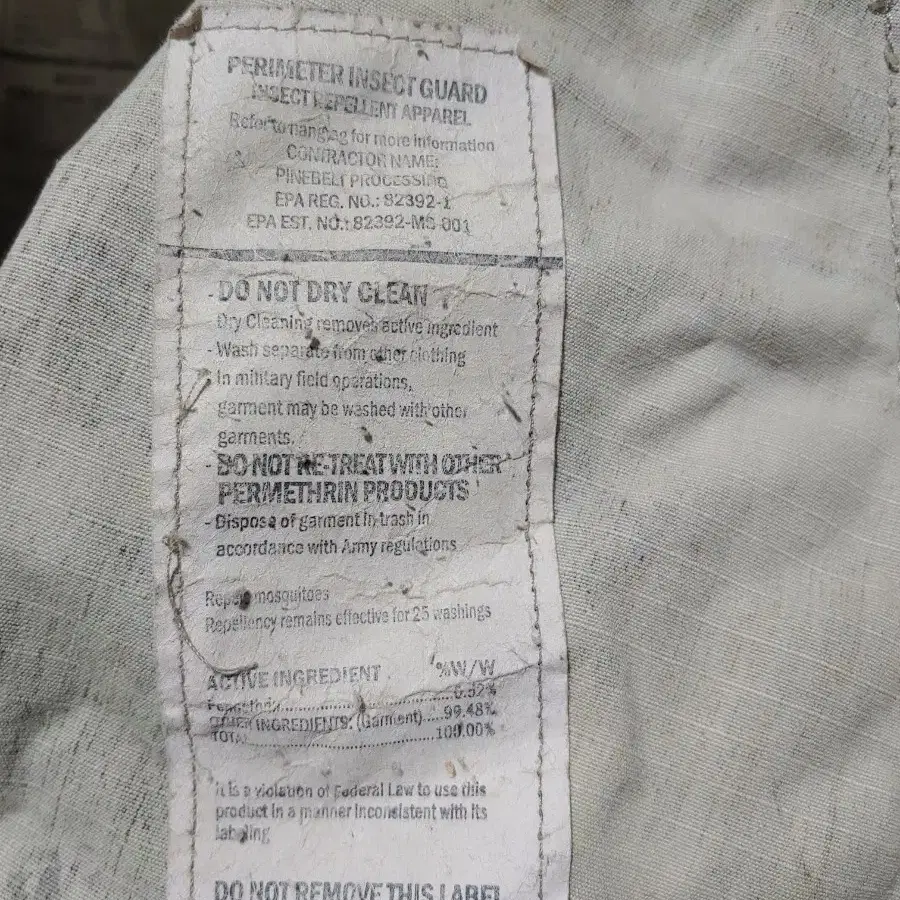 PERIMETER INSECT GUARD
INSECT REPELLENT APPAREL
Refer to hangtag for more information
CONTRACTOR NAME:
PINEBELT PROCESSING
EPA REG. NO.: 82392-1
EPA EST. NO.: 82392-MS-001
- DO NOT DRY CLEAN
Dry Cleaning removes active ingredient
- Wash separate from other clothing
In military field operations,
garment may be washed with other
garments.
- DO NOT RE-TREAT WITH OTHER
PERMETHRIN PRODUCTS
- Dispose of garment in trash in
accordance with Army regulations
Repels mosquitoes
Repellency remains effective for 25 washings
ACTIVE INGREDIENT %W/W
Permethrin 0.52%
OTHER INGREDIENTS: (Garment) 99.48%
TOTAL 100.00%
It is a violation of Federal Law to use this
product in a manner inconsistent with its
labeling
DO NOT REMOVE THIS LABEL